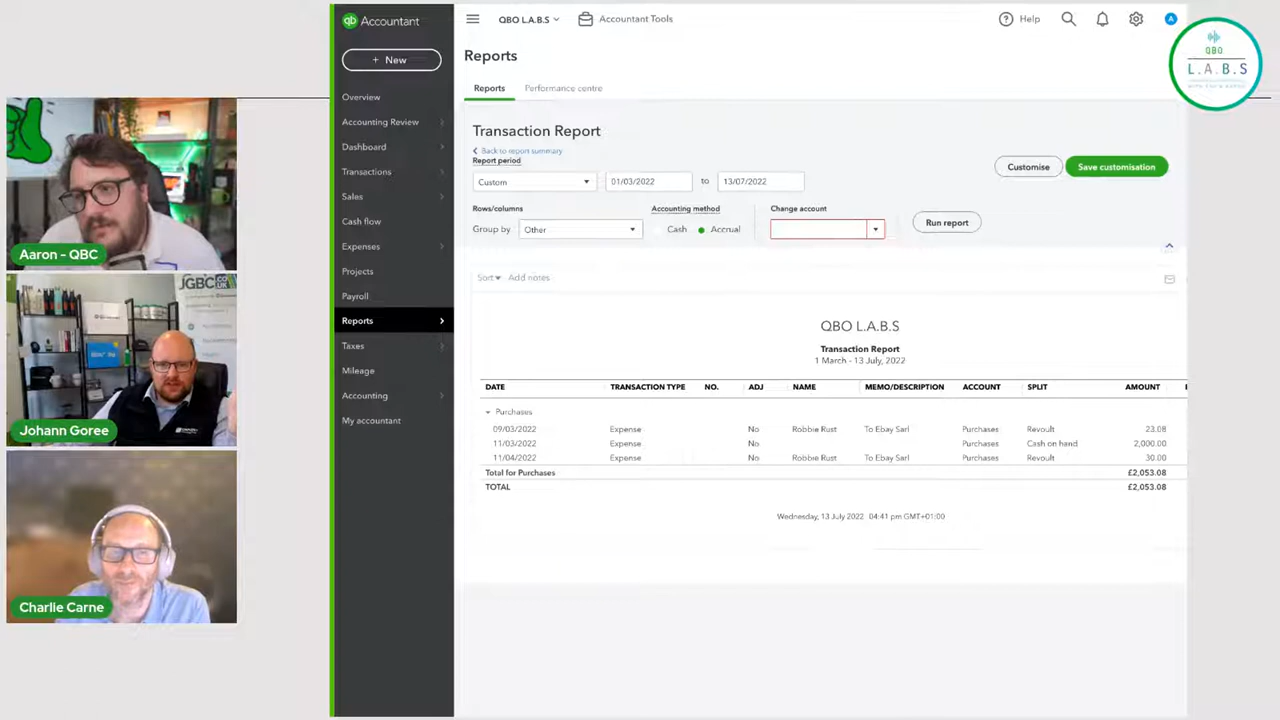 Aaron - QBC
JGBC
CO
UK
Johann Goree
Charlie Carne
qb Accountant
+ New
Overview
Accounting Review
Dashboard
Transactions
Sales
Cash flow
Expenses
Projects
Payroll
Reports
Taxes
Mileage
Accounting
My accountant
QBO L.A.B.S
Accountant Tools
Help
A
QBO
L.A.B.S
Reports
Reports Performance centre
Transaction Report
Back to report summary
Report period
Custom 01/03/2022 to 13/07/2022
Customise Save customisation
Rows/columns Accounting method Change account
Group by Other Cash Accrual Run report
Sort Add notes
QBO L.A.B.S
Transaction Report
1 March - 13 July, 2022
DATE TRANSACTION TYPE NO. ADJ NAME MEMO/DESCRIPTION ACCOUNT SPLIT AMOUNT
Purchases
09/03/2022 Expense No Robbie Rust To Ebay Sarl Purchases Revoult 23.08
11/03/2022 Expense No Purchases Cash on hand 2,000.00
11/04/2022 Expense No Robbie Rust To Ebay Sarl Purchases Revoult 30.00
Total for Purchases £2,053.08
TOTAL £2,053.08
Wednesday, 13 July 2022 04:41 pm GMT+01:00